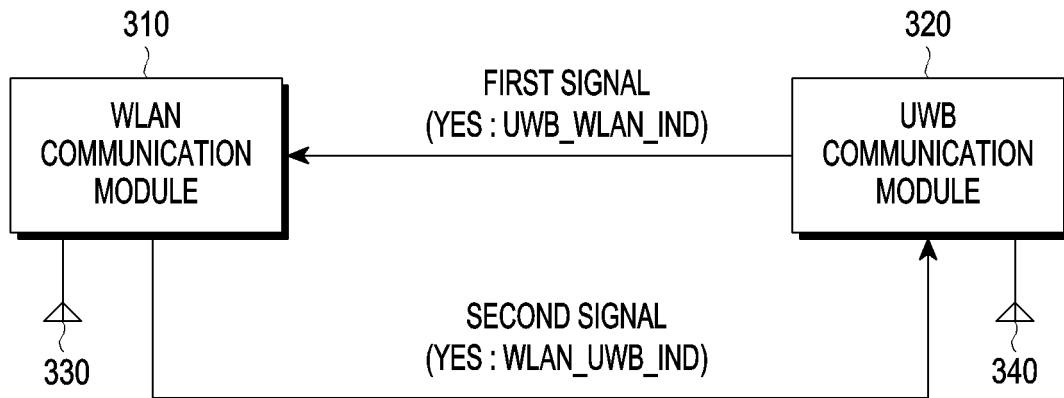 310
320
WLAN
COMMUNICATION
MODULE
FIRST SIGNAL
(YES : UWB_WLAN_IND)
UWB
COMMUNICATION
MODULE
SECOND SIGNAL
(YES : WLAN_UWB_IND)
330
340